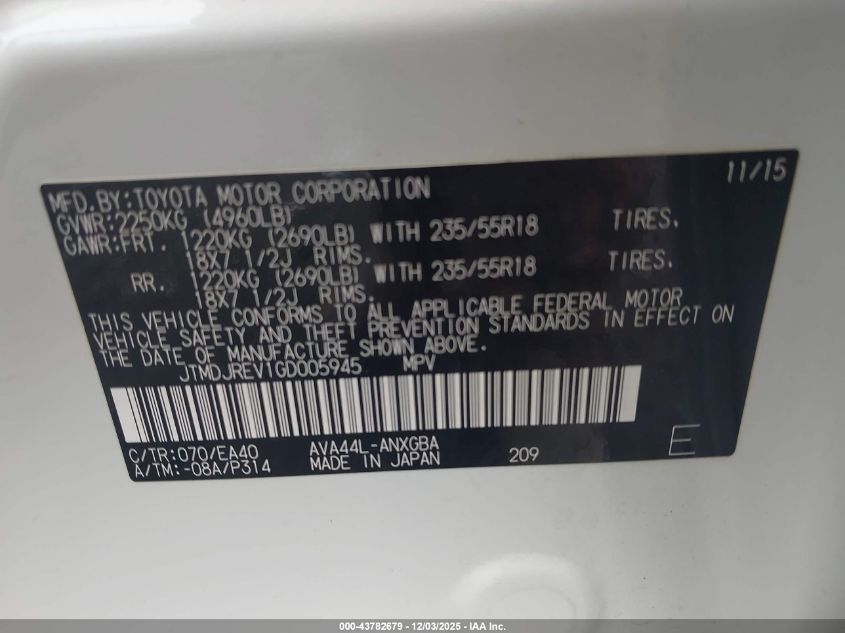 MFD.BY:TOYOTA MOTOR CORPORATION 11/15
GVWR:2250KG (4960LB)
GAWR:FRT. 1220KG (2690LB) WITH 235/55R18 TIRES.
18X7 1/2J RIMS.
RR. 1220KG (2690LB) WITH 235/55R18 TIRES.
18X7 1/2J RIMS.
THIS VEHICLE CONFORMS TO ALL APPLICABLE FEDERAL MOTOR
VEHICLE SAFETY AND THEFT PREVENTION STANDARDS IN EFFECT ON
THE DATE OF MANUFACTURE SHOWN ABOVE.
JTMDJREV1GD005945 MPV
C/TR:070/EA40 AVA44L-ANXGBA E
A/TM:-08A/P314 MADE IN JAPAN 209
000-43782679 - 12/03/2025 - IAA Inc.